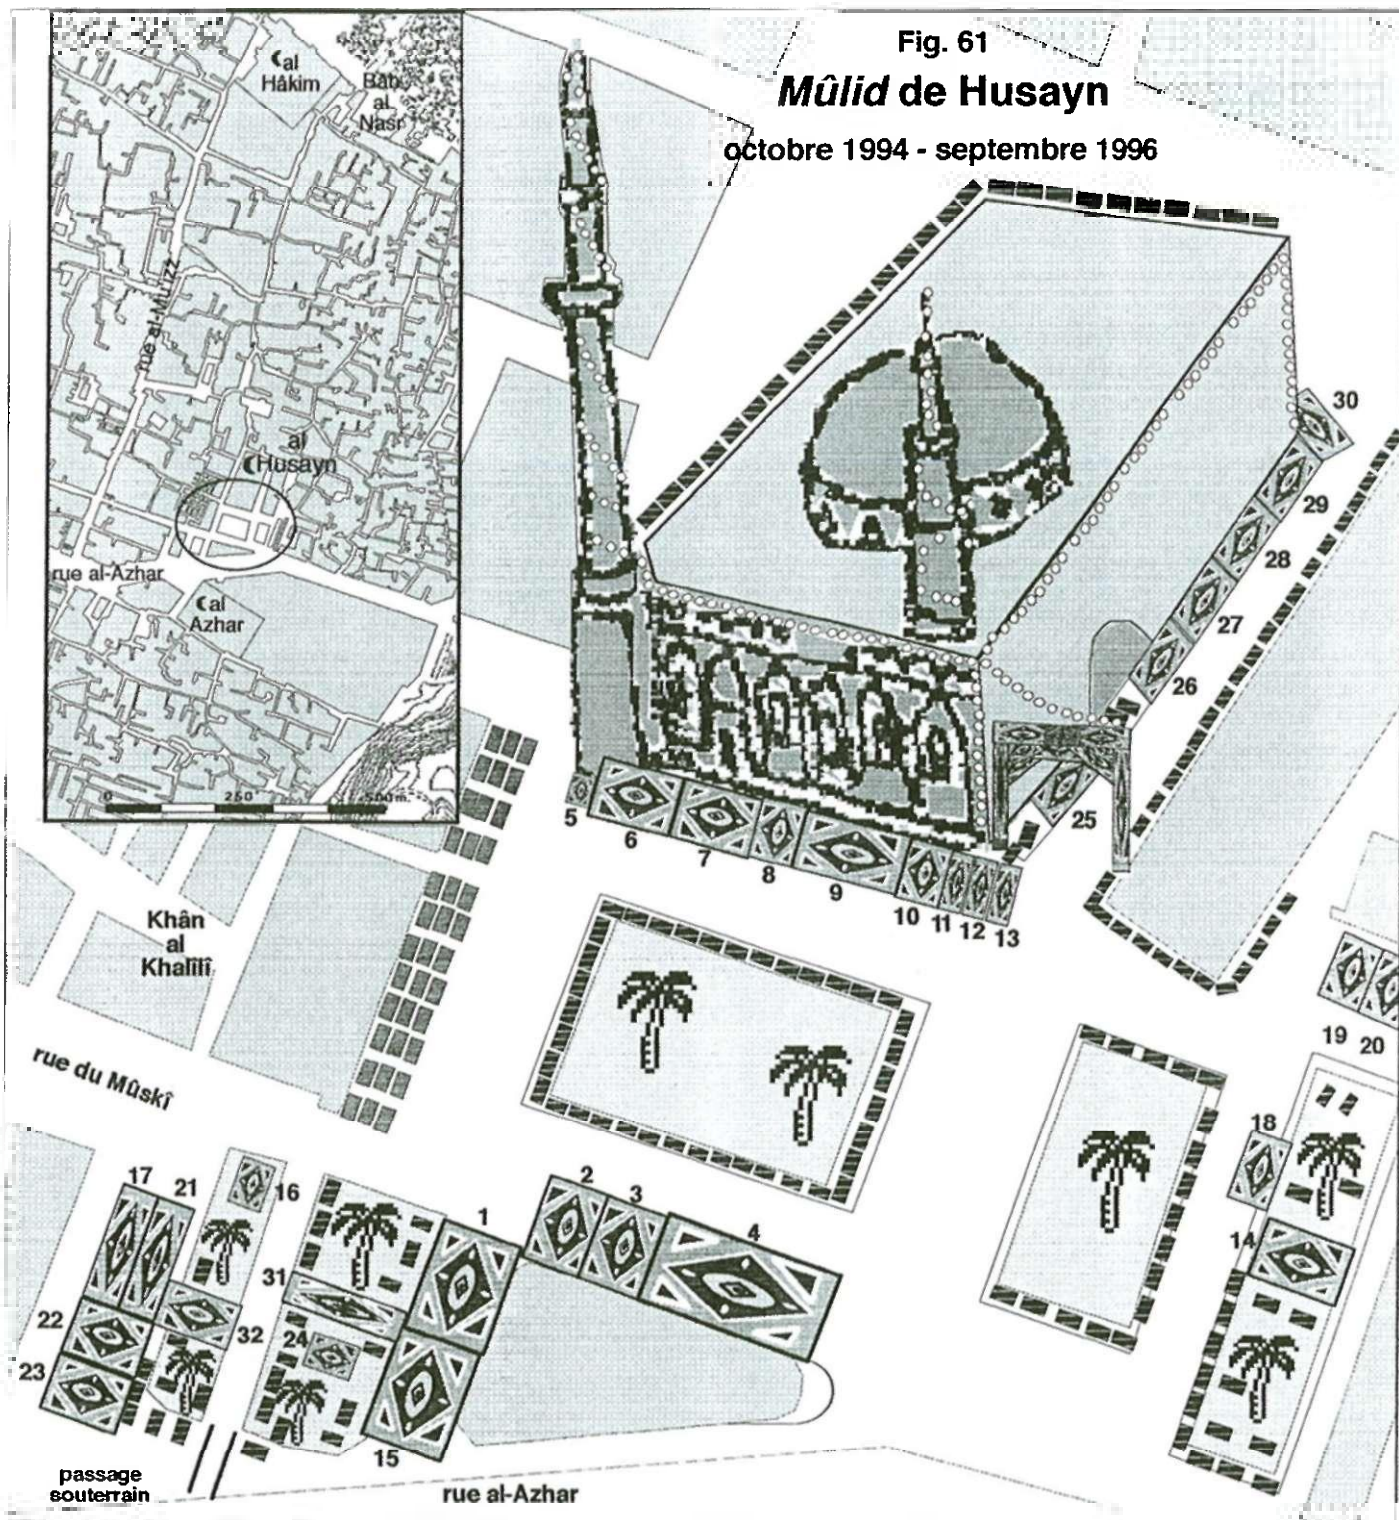 Fig. 61
Mûlid de Husayn
octobre 1994 - septembre 1996
al
Hâkim
Bâb
al
Nasr
rue al-Mu'izz
al
Husayn
rue al-Azhar
al
Azhar
0 250 500 m.
30
29
28
27
26
25
5
6
7
8
9
10
11
12
13
Khân
al
Khalîlî
rue du Mûskî
19
20
18
14
17
21
16
1
2
3
4
31
22
32
24
23
15
passage
souterrain
rue al-Azhar